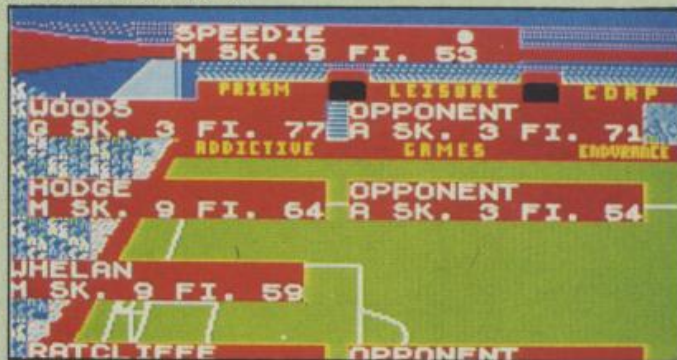 SPEEDIE
M SK. 9 FI. 53
PRISM LEISURE CORP
WOODS OPPONENT
G SK. 3 FI. 77 A SK. 3 FI. 71
ADDICTIVE GAMES ENDURANCE
HODGE OPPONENT
M SK. 9 FI. 64 A SK. 3 FI. 54
WHELAN
M SK. 9 FI. 59
RATCLIFFE OPPONENT